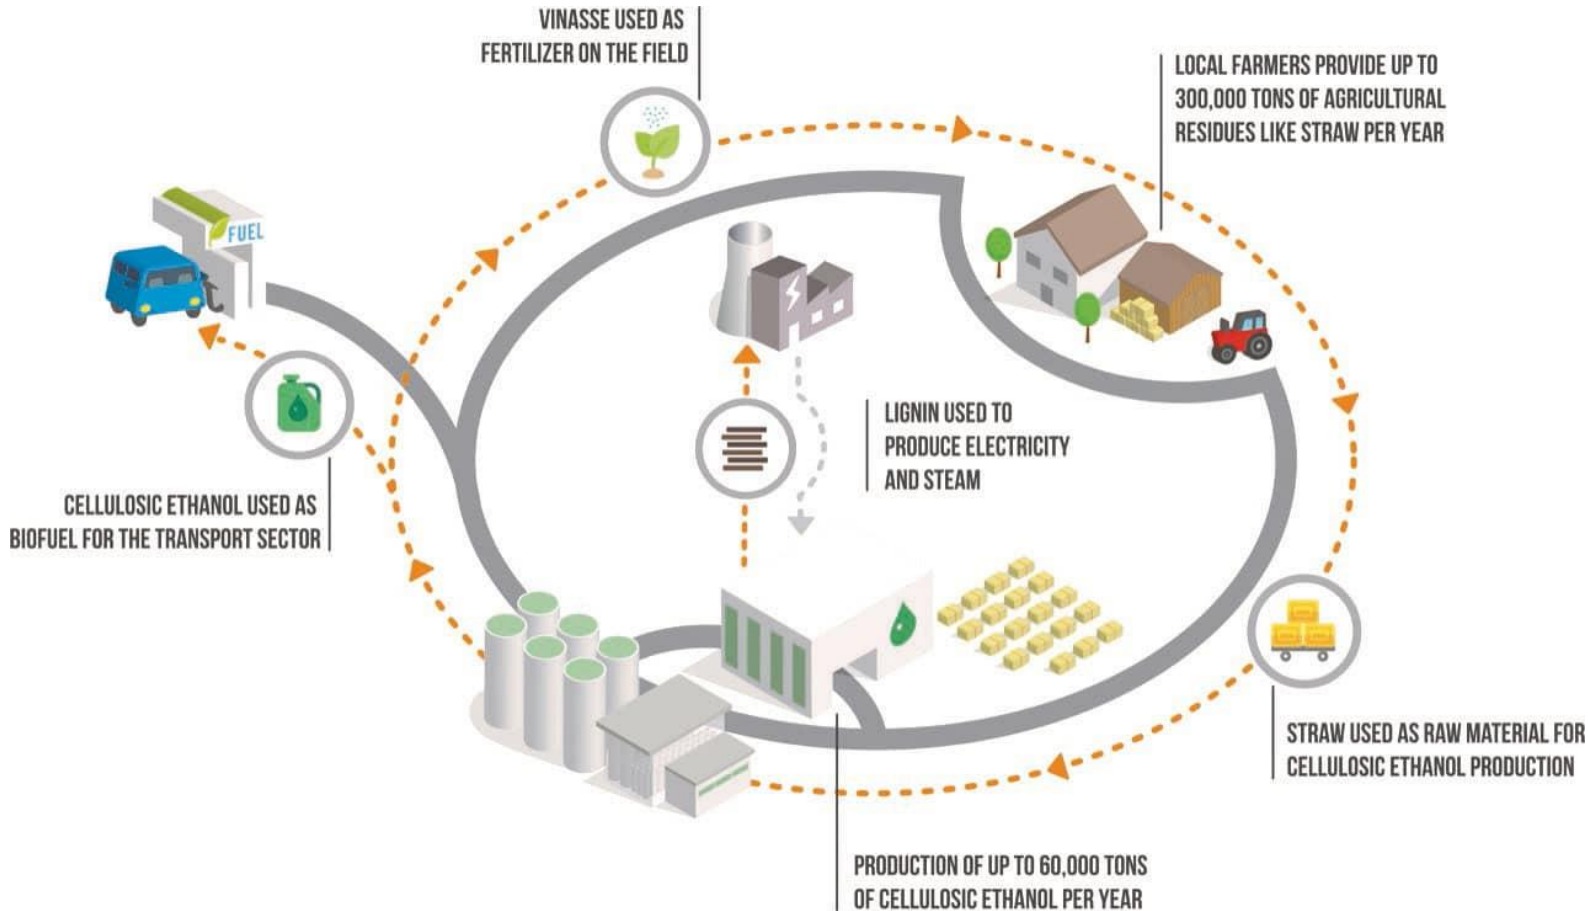 VINASSE USED AS
FERTILIZER ON THE FIELD
LOCAL FARMERS PROVIDE UP TO
300,000 TONS OF AGRICULTURAL
RESIDUES LIKE STRAW PER YEAR
FUEL
LIGNIN USED TO
PRODUCE ELECTRICITY
AND STEAM
CELLULOSIC ETHANOL USED AS
BIOFUEL FOR THE TRANSPORT SECTOR
STRAW USED AS RAW MATERIAL FOR
CELLULOSIC ETHANOL PRODUCTION
PRODUCTION OF UP TO 60,000 TONS
OF CELLULOSIC ETHANOL PER YEAR